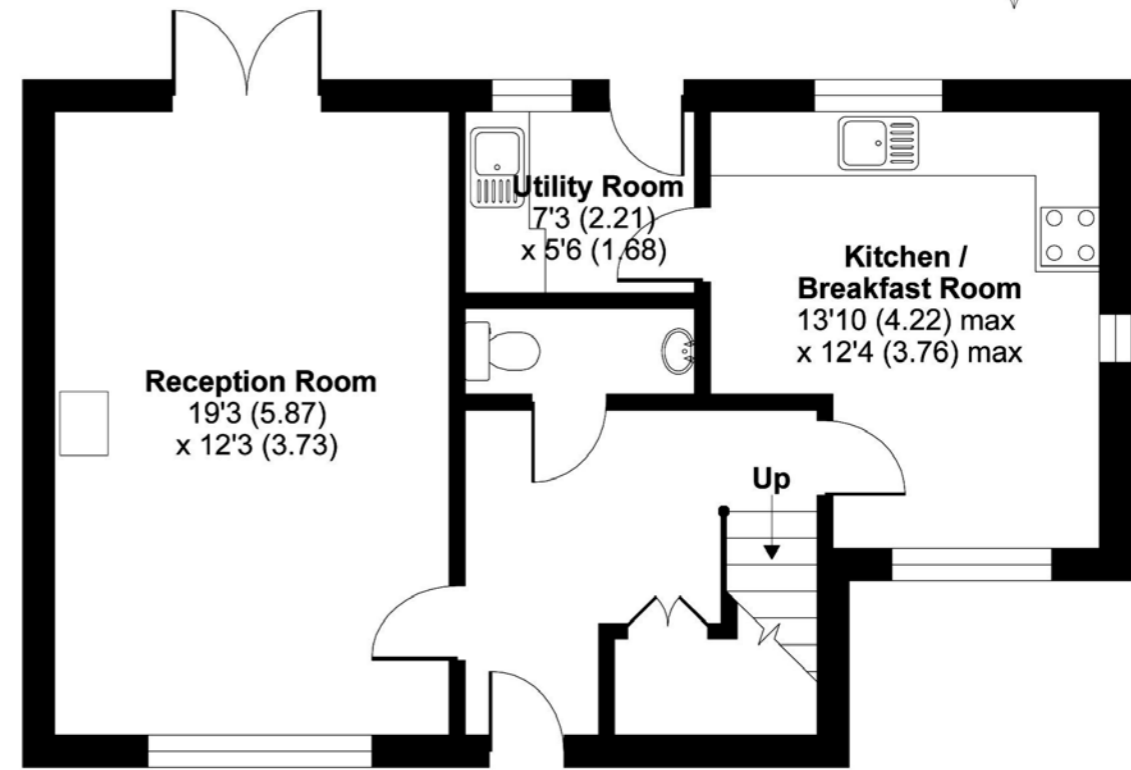 Utility Room
7'3 (2.21)
x 5'6 (1.68)
Kitchen /
Breakfast Room
13'10 (4.22) max
x 12'4 (3.76) max
Reception Room
19'3 (5.87)
x 12'3 (3.73)
Up